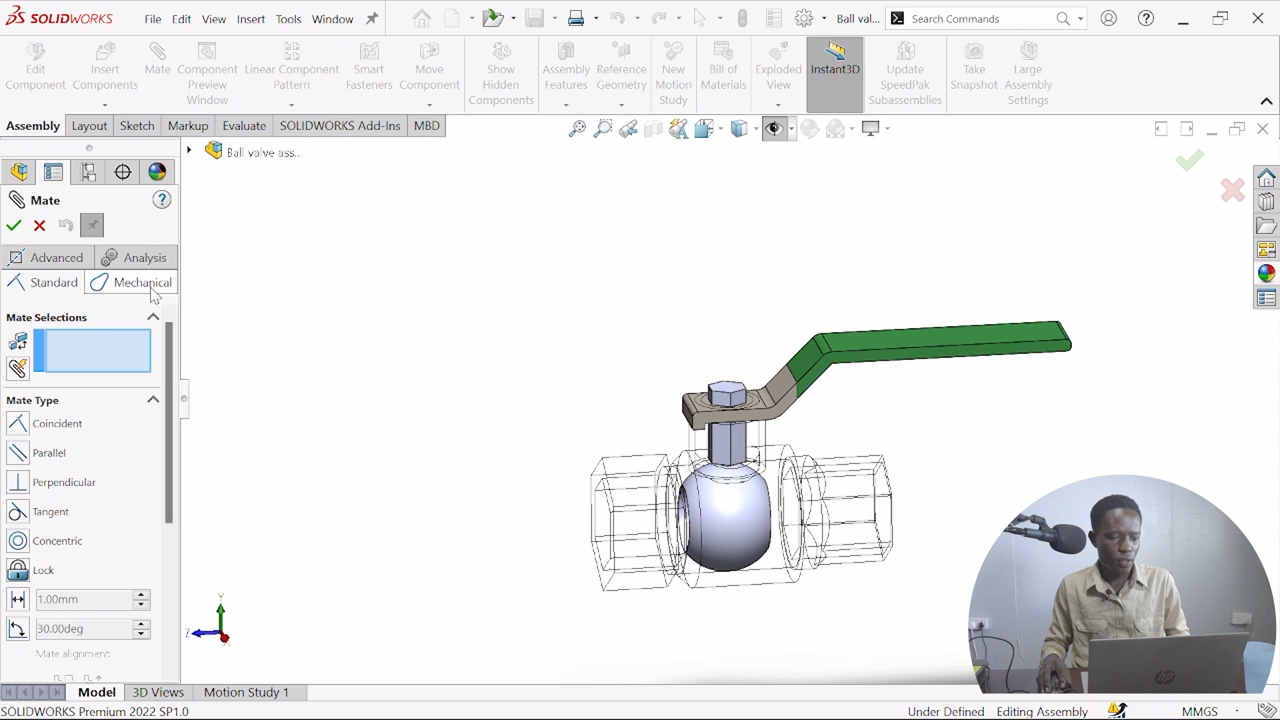 SOLIDWORKS File Edit View Insert Tools Window Ball val... Search Commands
Edit Component
Insert Components
Mate
Component Preview Window
Linear Component Pattern
Smart Fasteners
Move Component
Show Hidden Components
Assembly Features
Reference Geometry
New Motion Study
Bill of Materials
Exploded View
Instant3D
Update SpeedPak Subassemblies
Take Snapshot
Large Assembly Settings
Assembly Layout Sketch Markup Evaluate SOLIDWORKS Add-Ins MBD
Ball valve ass...
Mate
Advanced Analysis
Standard Mechanical
Mate Selections
Mate Type
Coincident
Parallel
Perpendicular
Tangent
Concentric
Lock
1.00mm
30.00deg
Mate alignment:
Y
Z
X
hp
Model 3D Views Motion Study 1
SOLIDWORKS Premium 2022 SP1.0 Under Defined Editing Assembly MMGS